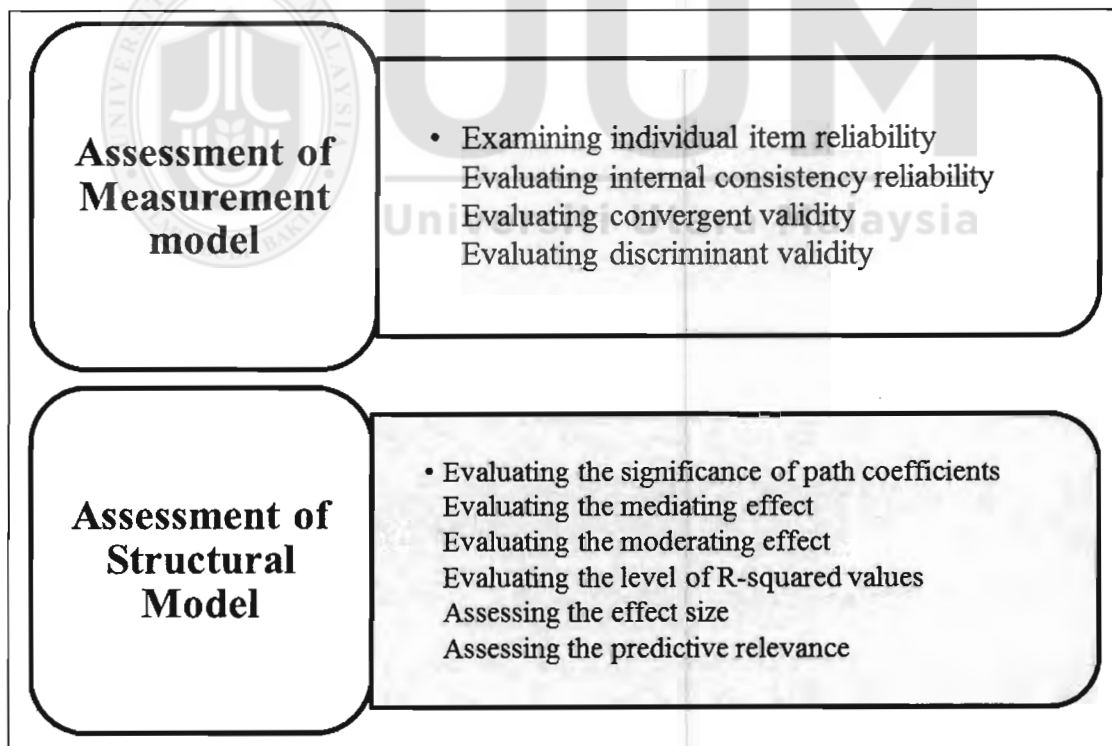 UUM
Universiti Utara Malaysia
Assessment of
Measurement
model
• Examining individual item reliability
Evaluating internal consistency reliability
Evaluating convergent validity
Evaluating discriminant validity
Assessment of
Structural
Model
• Evaluating the significance of path coefficients
Evaluating the mediating effect
Evaluating the moderating effect
Evaluating the level of R-squared values
Assessing the effect size
Assessing the predictive relevance